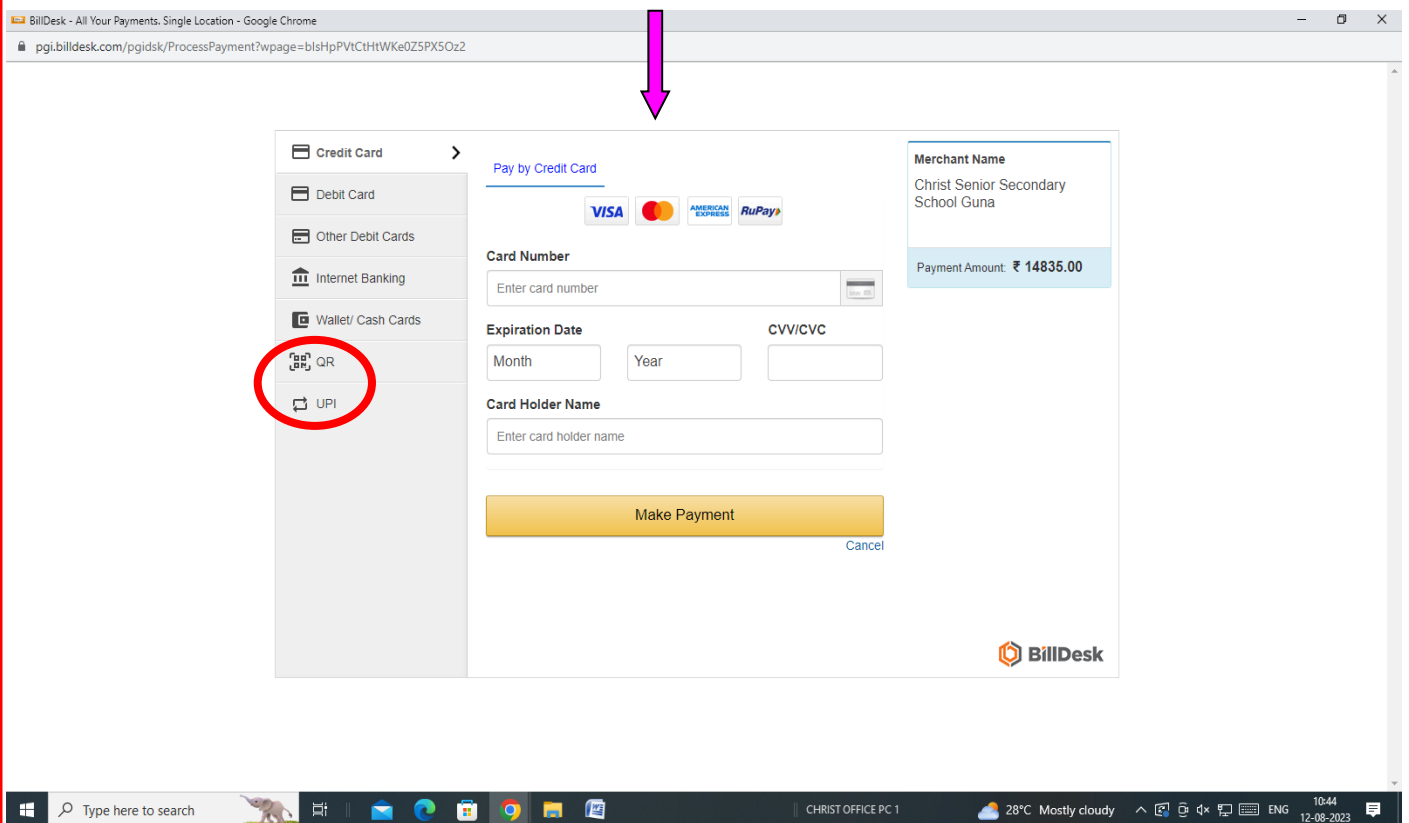 BillDesk - All Your Payments. Single Location - Google Chrome
pgi.billdesk.com/pgidsk/ProcessPayment?wpage=blsHpPVtCtHtWKe0Z5PX5Oz2
Credit Card
Debit Card
Other Debit Cards
Internet Banking
Wallet/ Cash Cards
QR
UPI
Pay by Credit Card
VISA
AMERICAN
EXPRESS
RuPay
Card Number
Enter card number
Expiration Date
CVV/CVC
Month
Year
Card Holder Name
Enter card holder name
Make Payment
Cancel
Merchant Name
Christ Senior Secondary
School Guna
Payment Amount: ₹ 14835.00
BillDesk
Type here to search
CHRIST OFFICE PC 1
28°C Mostly cloudy
ENG
10:44
12-08-2023